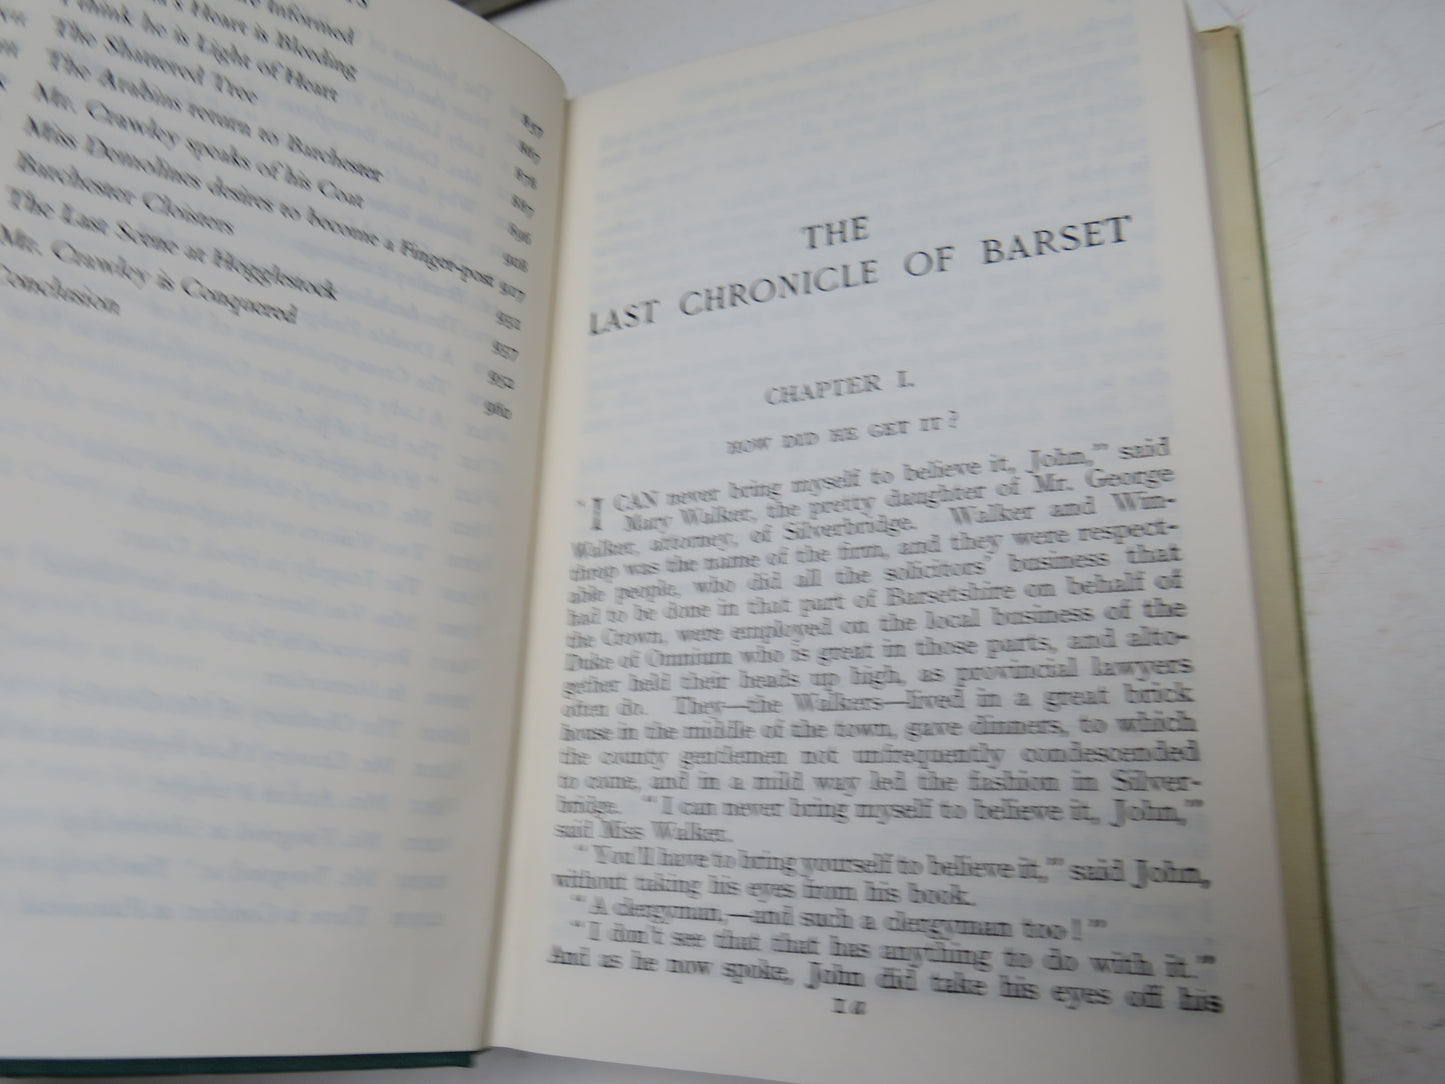 Informed
Heart is Bleeding
I think he is Light of Heart
The Shattered Tree
The Arabins return to Barchester
Mr. Crawley speaks of his Coat
Miss Demolines desires to become a Finger-post
Barchester Cloisters
The Last Scene at Hogglestock
Mr. Crawley is Conquered
Conclusion
857
867
878
887
896
908
917
932
937
952
960
THE
LAST CHRONICLE OF BARSET
CHAPTER I.
HOW DID HE GET IT?
"I CAN never bring myself to believe it, John," said
Mary Walker, the pretty daughter of Mr. George
Walker, attorney, of Silverbridge. Walker and Win-
throp was the name of the firm, and they were respect-
able people, who did all the solicitors' business that
had to be done in that part of Barsetshire on behalf of
the Crown, were employed on the local business of the
Duke of Omnium who is great in those parts, and alto-
gether held their heads up high, as provincial lawyers
often do. They—the Walkers—lived in a great brick
house in the middle of the town, gave dinners, to which
the county gentlemen not unfrequently condescended
to come, and in a mild way led the fashion in Silver-
bridge. "I can never bring myself to believe it, John,"
said Miss Walker.
"You'll have to bring yourself to believe it," said John,
without taking his eyes from his book.
"A clergyman,—and such a clergyman too!"
"I don't see that that has anything to do with it."
And as he now spoke, John did take his eyes off his